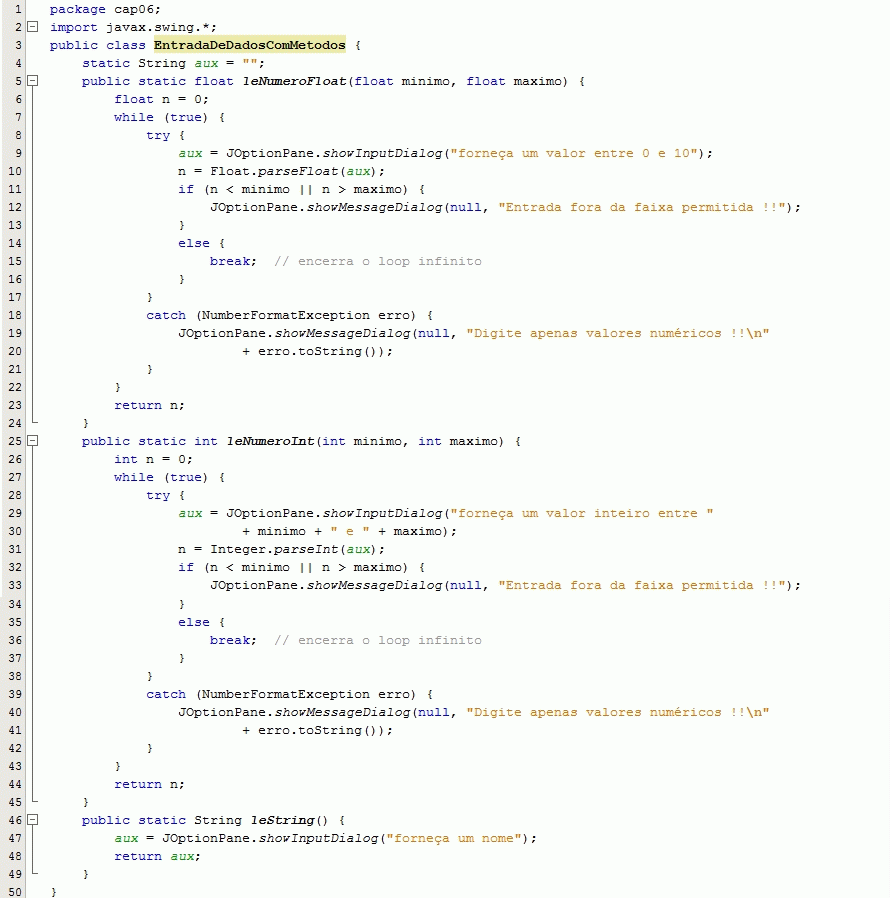 1 package cap06;
2 import javax.swing.*;
3 public class EntradaDeDadosComMetodos {
4     static String aux = "";
5     public static float leNumeroFloat(float minimo, float maximo) {
6         float n = 0;
7         while (true) {
8             try {
9                 aux = JOptionPane.showInputDialog("forneça um valor entre 0 e 10");
10                 n = Float.parseFloat(aux);
11                 if (n < minimo || n > maximo) {
12                     JOptionPane.showMessageDialog(null, "Entrada fora da faixa permitida !!");
13                 }
14                 else {
15                     break;  // encerra o loop infinito
16                 }
17             }
18             catch (NumberFormatException erro) {
19                 JOptionPane.showMessageDialog(null, "Digite apenas valores numéricos !!\n"
20                         + erro.toString());
21             }
22         }
23         return n;
24     }
25     public static int leNumeroInt(int minimo, int maximo) {
26         int n = 0;
27         while (true) {
28             try {
29                 aux = JOptionPane.showInputDialog("forneça um valor inteiro entre "
30                         + minimo + " e " + maximo);
31                 n = Integer.parseInt(aux);
32                 if (n < minimo || n > maximo) {
33                     JOptionPane.showMessageDialog(null, "Entrada fora da faixa permitida !!");
34                 }
35                 else {
36                     break;  // encerra o loop infinito
37                 }
38             }
39             catch (NumberFormatException erro) {
40                 JOptionPane.showMessageDialog(null, "Digite apenas valores numéricos !!\n"
41                         + erro.toString());
42             }
43         }
44         return n;
45     }
46     public static String leString() {
47         aux = JOptionPane.showInputDialog("forneça um nome");
48         return aux;
49     }
50 }